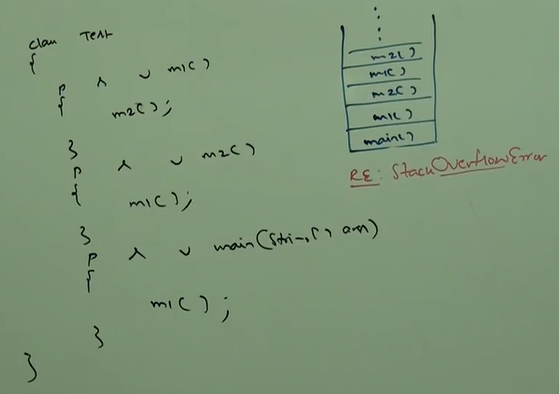 class Test
{
p s v m1()
{
m2();
}
p s v m2()
{
m1();
}
p s v main(String[] args)
{
m1();
}
}
m2()
m1()
m2()
m1()
main()
RE: StackOverflowError